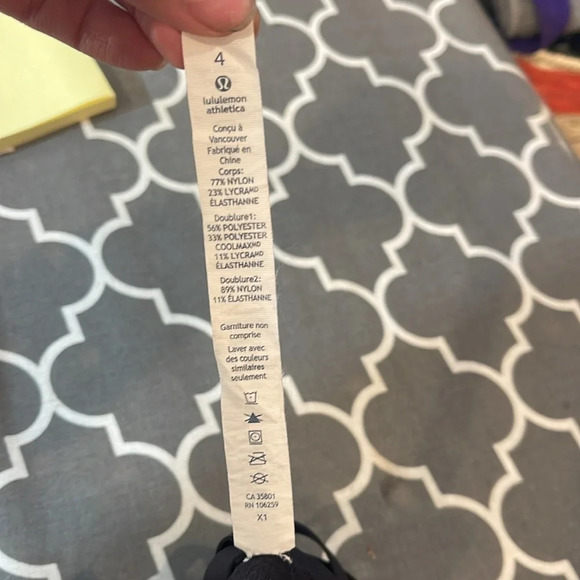 4
lululemon
athletica
Conçu à
Vancouver
Fabriqué en
Chine
Corps:
77% NYLON
23% LYCRAMD
ÉLASTHANNE
Doublure1:
56% POLYESTER
33% POLYESTER
COOLMAXMD
11% LYCRAMD
ÉLASTHANNE
Doublure2:
89% NYLON
11% ÉLASTHANNE
Garniture non
comprise
Laver avec
des couleurs
similaires
seulement
CA 35801
RN 106259
X1